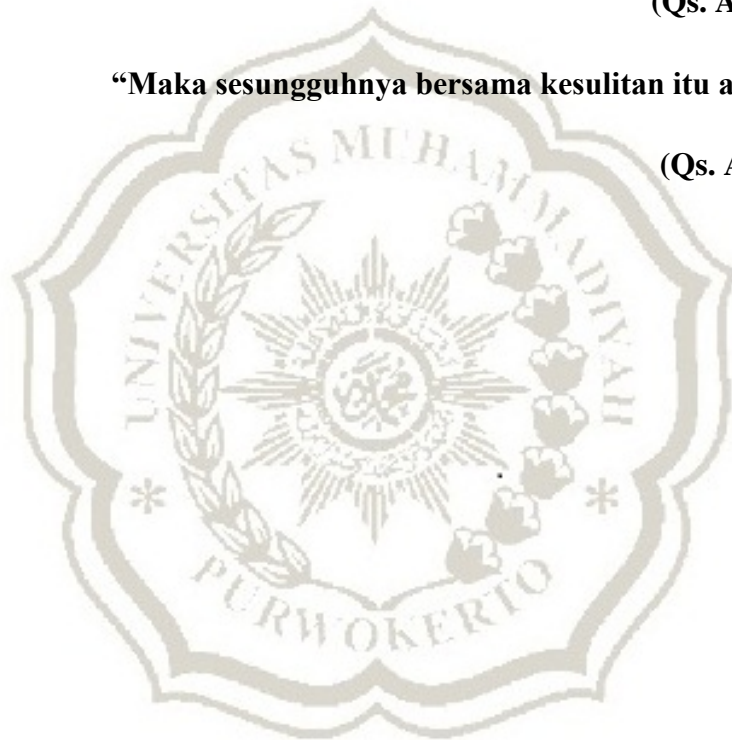 (Qs. A
“Maka sesungguhnya bersama kesulitan itu a
(Qs. A
UNIVERSITAS MUHAMMADIYAH
PURWOKERTO